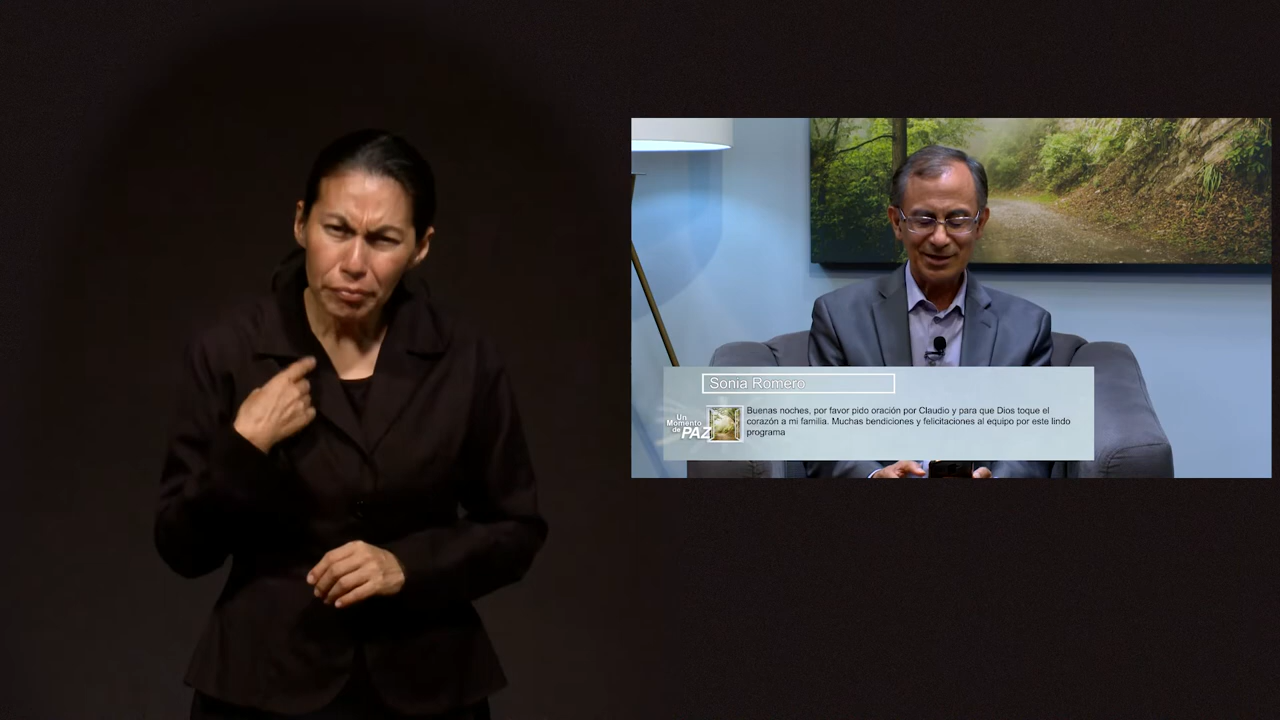 Sonia Romero
Buenas noches, por favor pido oración por Claudio y para que Dios toque el
corazón a mi familia. Muchas bendiciones y felicitaciones al equipo por este lindo
programa
Un
Momento
de PAZ